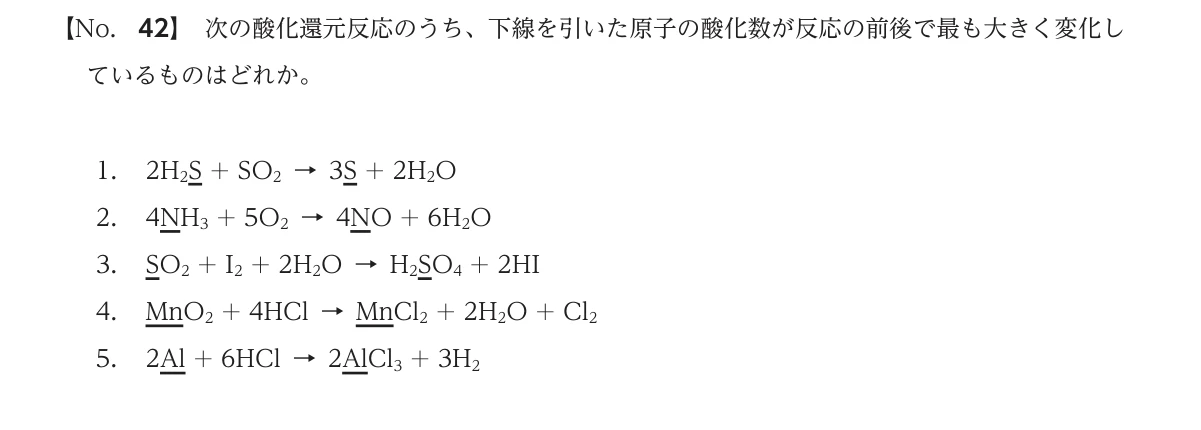 【No. 42】 次の酸化還元反応のうち、下線を引いた原子の酸化数が反応の前後で最も大きく変化し
ているものはどれか。
1. 2H₂S + SO₂ → 3S + 2H₂O
2. 4NH₃ + 5O₂ → 4NO + 6H₂O
3. SO₂ + I₂ + 2H₂O → H₂SO₄ + 2HI
4. MnO₂ + 4HCl → MnCl₂ + 2H₂O + Cl₂
5. 2Al + 6HCl → 2AlCl₃ + 3H₂